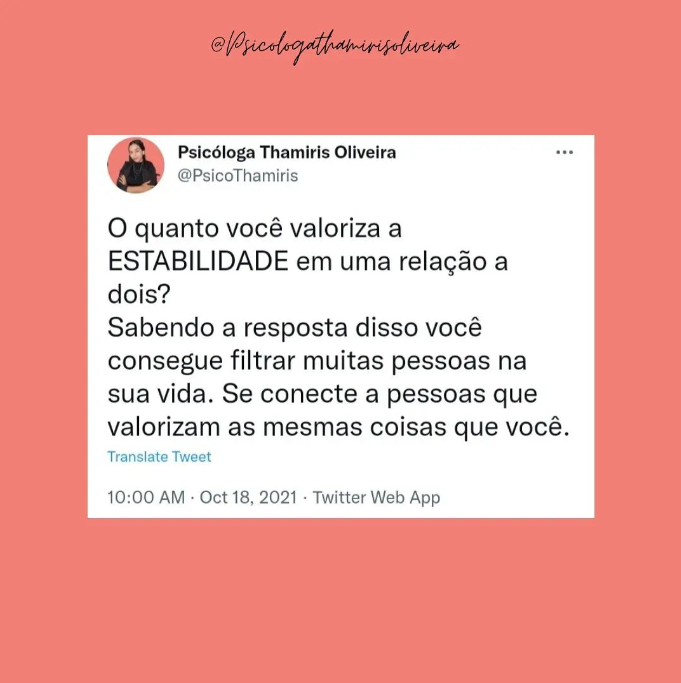 @Psicologathamirisoliveira
Psicóloga Thamiris Oliveira
@PsicoThamiris
O quanto você valoriza a
ESTABILIDADE em uma relação a
dois?
Sabendo a resposta disso você
consegue filtrar muitas pessoas na
sua vida. Se conecte a pessoas que
valorizam as mesmas coisas que você.
Translate Tweet
10:00 AM · Oct 18, 2021 · Twitter Web App